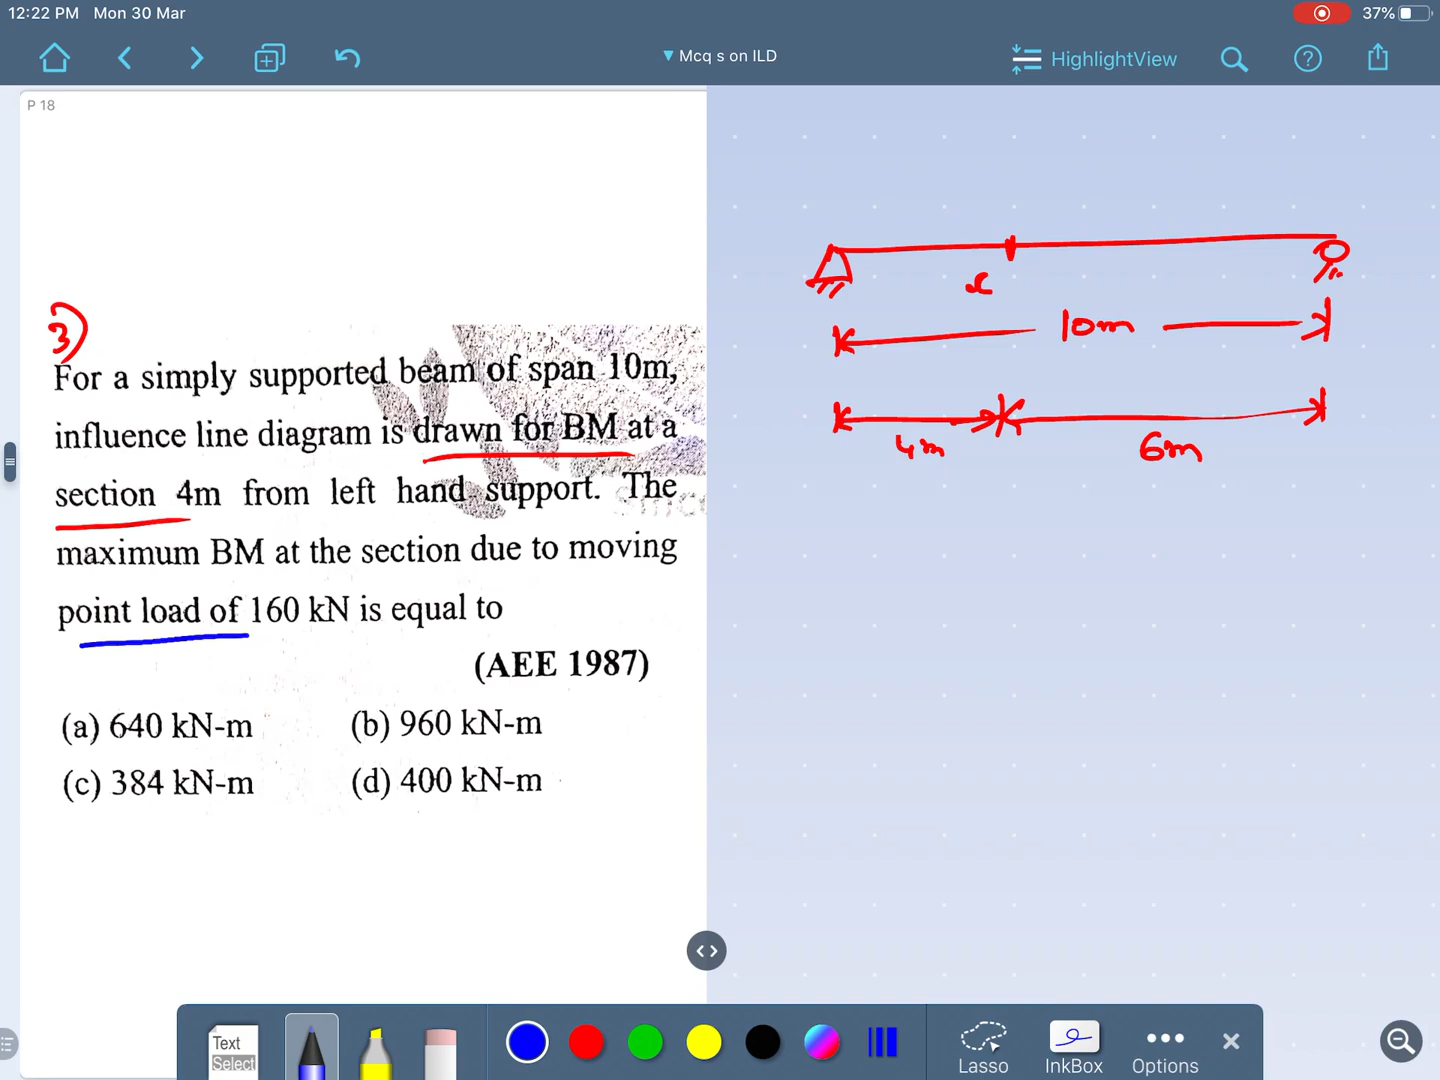 12:22 PM Mon 30 Mar
37%
▼ Mcq s on ILD
HighlightView
P 18
3)
For a simply supported beam of span 10m,
influence line diagram is drawn for BM at a
section 4m from left hand support. The
maximum BM at the section due to moving
point load of 160 kN is equal to
(AEE 1987)
(a) 640 kN-m (b) 960 kN-m
(c) 384 kN-m (d) 400 kN-m
x
10m
4m
6m
Text
Select
Lasso
InkBox
Options